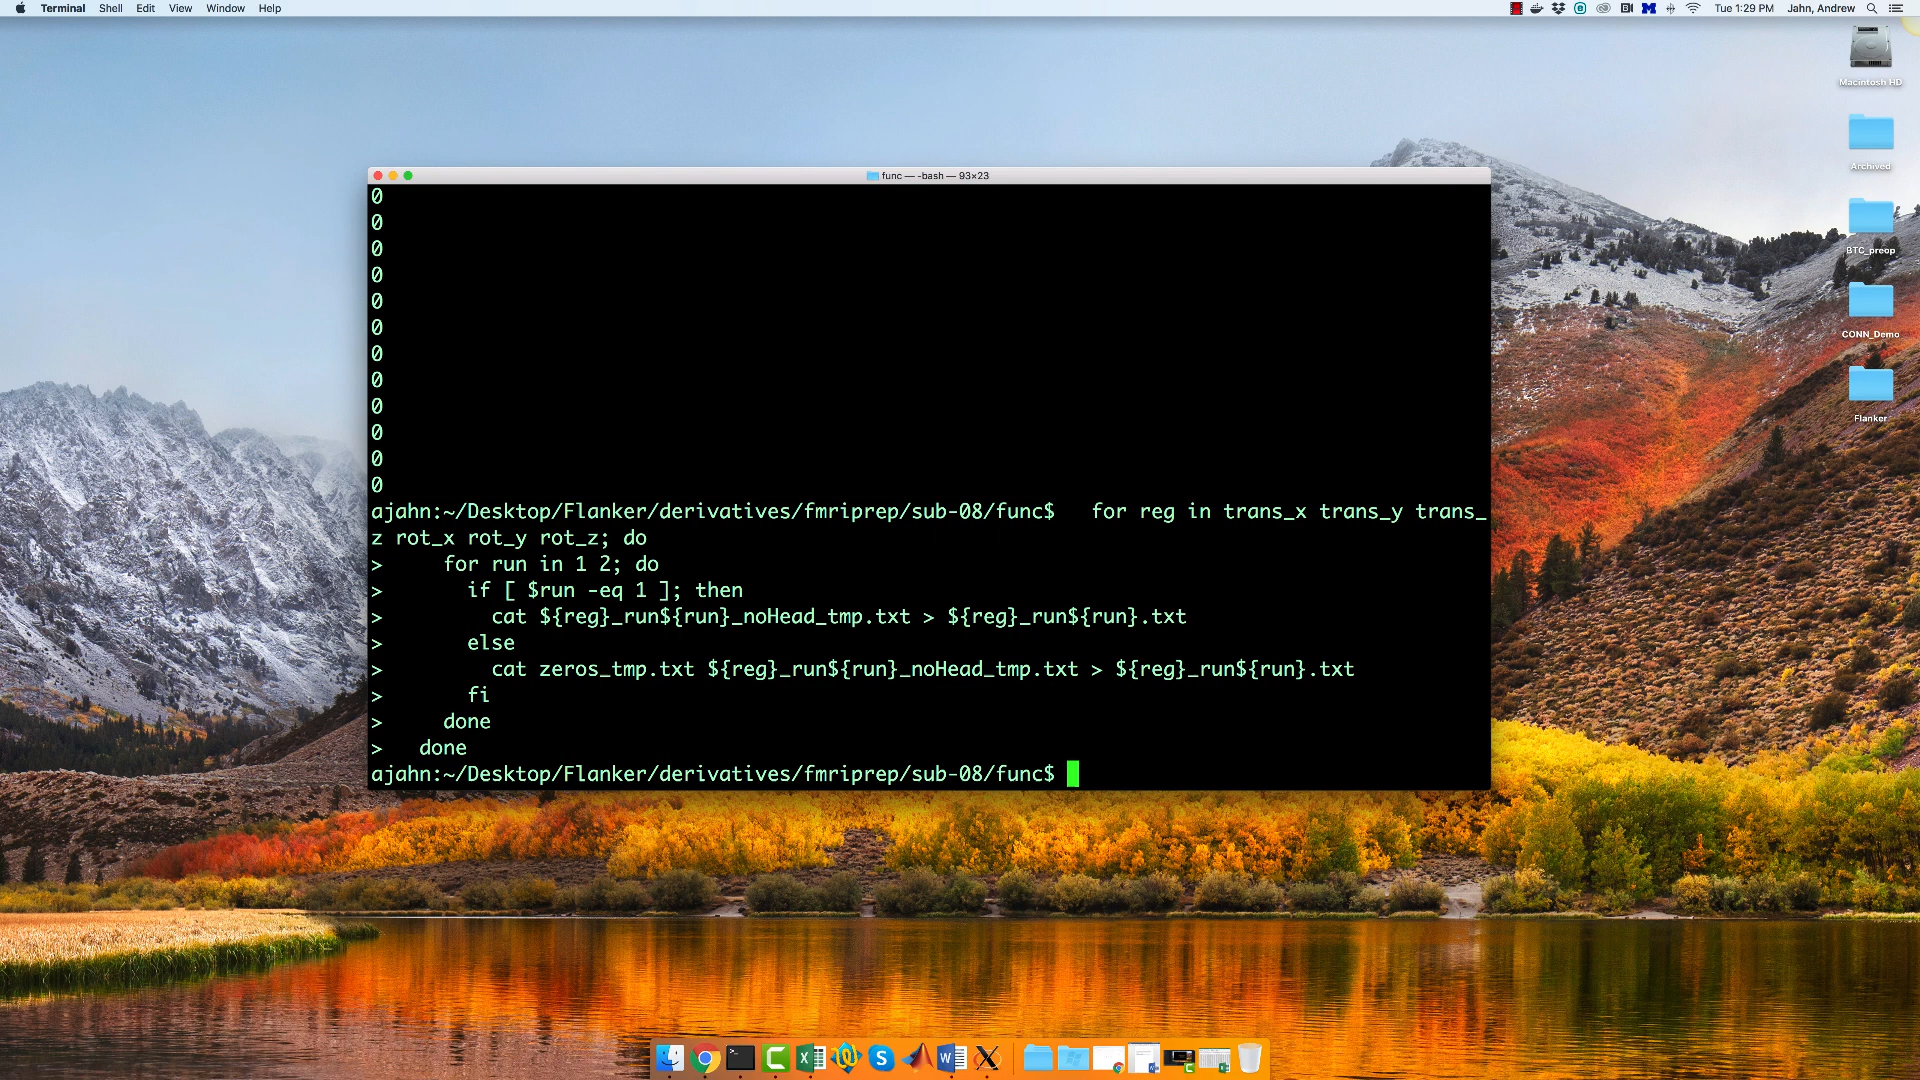 Terminal Shell Edit View Window Help Tue 1:29 PM Jahn, Andrew
Macintosh HD
Archived
BTC_preop
CONN_Demo
Flanker
func — -bash — 93×23
0
0
0
0
0
0
0
0
0
0
0
0
ajahn:~/Desktop/Flanker/derivatives/fmriprep/sub-08/func$   for reg in trans_x trans_y trans_
z rot_x rot_y rot_z; do
>     for run in 1 2; do
>       if [ $run -eq 1 ]; then
>         cat ${reg}_run${run}_noHead_tmp.txt > ${reg}_run${run}.txt
>       else
>         cat zeros_tmp.txt ${reg}_run${run}_noHead_tmp.txt > ${reg}_run${run}.txt
>       fi
>     done
>   done
ajahn:~/Desktop/Flanker/derivatives/fmriprep/sub-08/func$